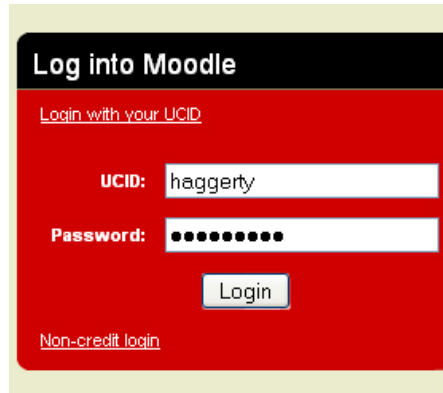 Log into Moodle
Login with your UCID
UCID: haggerty
Password: ●●●●●●●●●
Login
Non-credit login